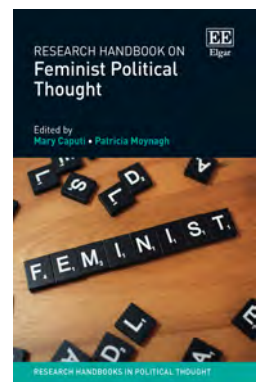 EE
Elgar
RESEARCH HANDBOOK ON
Feminist Political
Thought
Edited by
Mary Caputi • Patricia Moynagh
F, E, M, I, N, I, S, T,
RESEARCH HANDBOOKS IN POLITICAL THOUGHT